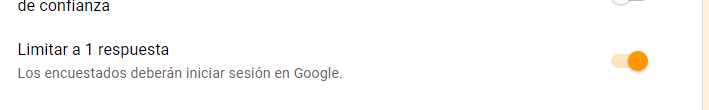 de confianza
Limitar a 1 respuesta
Los encuestados deberán iniciar sesión en Google.